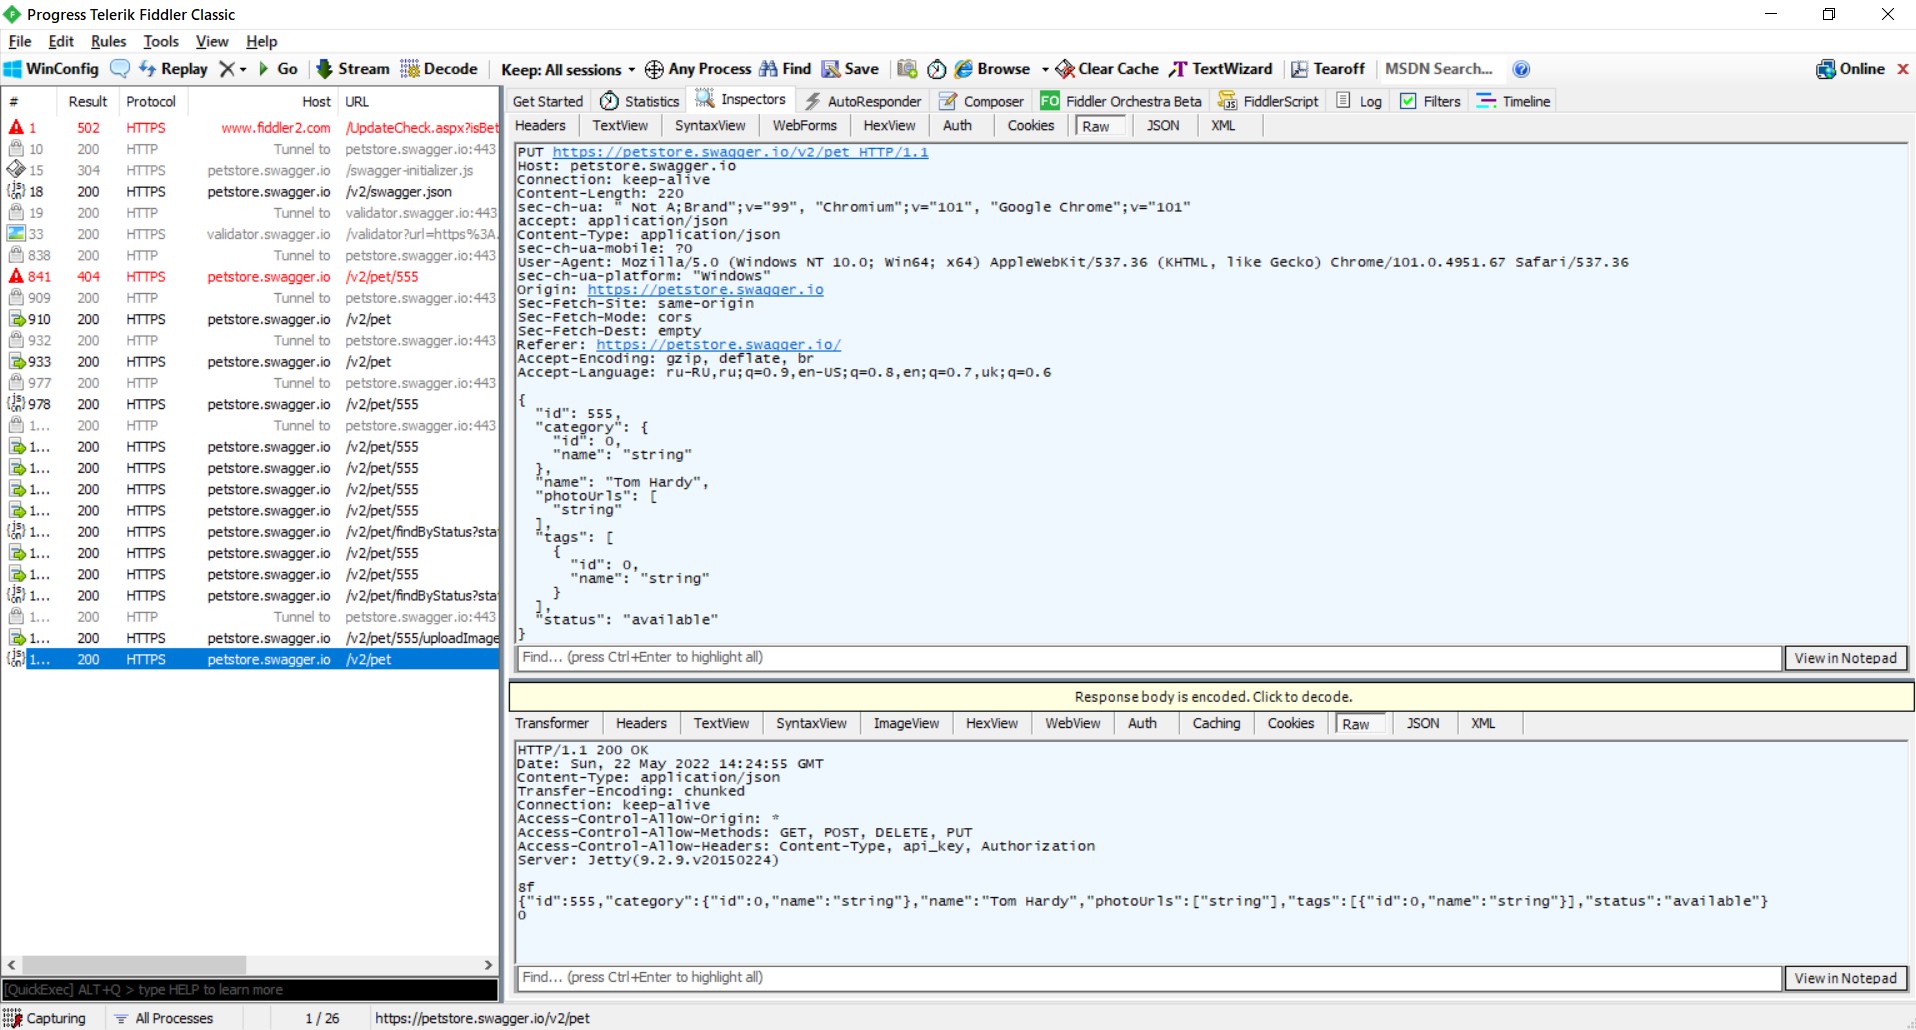 Progress Telerik Fiddler Classic
File Edit Rules Tools View Help
WinConfig Replay Go Stream Decode Keep: All sessions Any Process Find Save Browse Clear Cache TextWizard Tearoff MSDN Search... Online X
Get Started Statistics Inspectors AutoResponder Composer FO Fiddler Orchestra Beta FiddlerScript Log Filters Timeline
# Result Protocol Host URL
1 502 HTTPS www.fiddler2.com /UpdateCheck.aspx?isBet
10 200 HTTP Tunnel to petstore.swagger.io:443
15 304 HTTPS petstore.swagger.io /swagger-initializer.js
18 200 HTTPS petstore.swagger.io /v2/swagger.json
19 200 HTTP Tunnel to validator.swagger.io:443
33 200 HTTPS validator.swagger.io /validator?url=https%3A.
838 200 HTTP Tunnel to petstore.swagger.io:443
841 404 HTTPS petstore.swagger.io /v2/pet/555
909 200 HTTP Tunnel to petstore.swagger.io:443
910 200 HTTPS petstore.swagger.io /v2/pet
932 200 HTTP Tunnel to petstore.swagger.io:443
933 200 HTTPS petstore.swagger.io /v2/pet
977 200 HTTP Tunnel to petstore.swagger.io:443
978 200 HTTPS petstore.swagger.io /v2/pet/555
1... 200 HTTP Tunnel to petstore.swagger.io:443
1... 200 HTTPS petstore.swagger.io /v2/pet/555
1... 200 HTTPS petstore.swagger.io /v2/pet/555
1... 200 HTTPS petstore.swagger.io /v2/pet/555
1... 200 HTTPS petstore.swagger.io /v2/pet/555
1... 200 HTTPS petstore.swagger.io /v2/pet/findByStatus?sta
1... 200 HTTPS petstore.swagger.io /v2/pet/555
1... 200 HTTPS petstore.swagger.io /v2/pet/555
1... 200 HTTPS petstore.swagger.io /v2/pet/findByStatus?sta
1... 200 HTTP Tunnel to petstore.swagger.io:443
1... 200 HTTPS petstore.swagger.io /v2/pet/555/uploadImage
1... 200 HTTPS petstore.swagger.io /v2/pet
Headers TextView SyntaxView WebForms HexView Auth Cookies Raw JSON XML
PUT https://petstore.swagger.io/v2/pet HTTP/1.1
Host: petstore.swagger.io
Connection: keep-alive
Content-Length: 220
sec-ch-ua: " Not A;Brand";v="99", "Chromium";v="101", "Google Chrome";v="101"
accept: application/json
Content-Type: application/json
sec-ch-ua-mobile: ?0
User-Agent: Mozilla/5.0 (Windows NT 10.0; Win64; x64) AppleWebKit/537.36 (KHTML, like Gecko) Chrome/101.0.4951.67 Safari/537.36
sec-ch-ua-platform: "Windows"
Origin: https://petstore.swagger.io
Sec-Fetch-Site: same-origin
Sec-Fetch-Mode: cors
Sec-Fetch-Dest: empty
Referer: https://petstore.swagger.io/
Accept-Encoding: gzip, deflate, br
Accept-Language: ru-RU,ru;q=0.9,en-US;q=0.8,en;q=0.7,uk;q=0.6
{
"id": 555,
"category": {
"id": 0,
"name": "string"
},
"name": "Tom Hardy",
"photoUrls": [
"string"
],
"tags": [
{
"id": 0,
"name": "string"
}
],
"status": "available"
}
Find... (press Ctrl+Enter to highlight all) View in Notepad
Response body is encoded. Click to decode.
Transformer Headers TextView SyntaxView ImageView HexView WebView Auth Caching Cookies Raw JSON XML
HTTP/1.1 200 OK
Date: Sun, 22 May 2022 14:24:55 GMT
Content-Type: application/json
Transfer-Encoding: chunked
Connection: keep-alive
Access-Control-Allow-Origin: *
Access-Control-Allow-Methods: GET, POST, DELETE, PUT
Access-Control-Allow-Headers: Content-Type, api_key, Authorization
Server: Jetty(9.2.9.v20150224)
8f
{"id":555,"category":{"id":0,"name":"string"},"name":"Tom Hardy","photoUrls":["string"],"tags":[{"id":0,"name":"string"}],"status":"available"}
0
Find... (press Ctrl+Enter to highlight all) View in Notepad
[QuickExec] ALT+Q > type HELP to learn more
Capturing All Processes 1 / 26 https://petstore.swagger.io/v2/pet